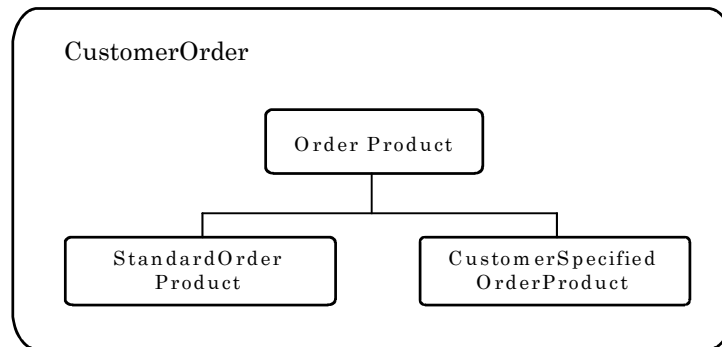 CustomerOrder
Order Product
StandardOrder
Product
CustomerSpecified
OrderProduct